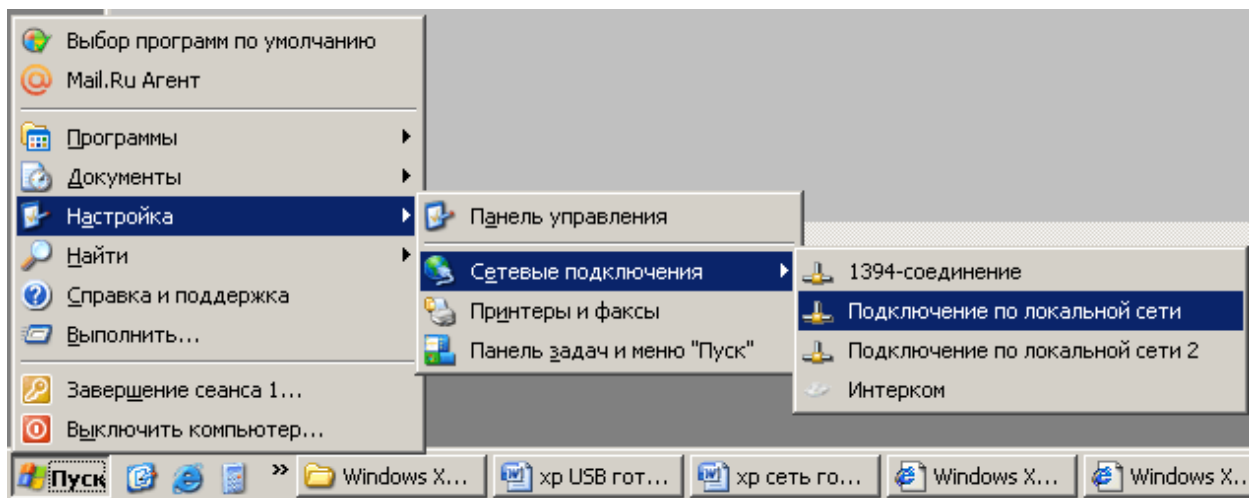 Выбор программ по умолчанию
Mail.Ru Агент
Программы
Документы
Настройка
Найти
Справка и поддержка
Выполнить...
Завершение сеанса 1...
Выключить компьютер...
Панель управления
Сетевые подключения
Принтеры и факсы
Панель задач и меню "Пуск"
1394-соединение
Подключение по локальной сети
Подключение по локальной сети 2
Интерком
Пуск » Windows X... xp USB гот... xp сеть го... Windows X... Windows X...